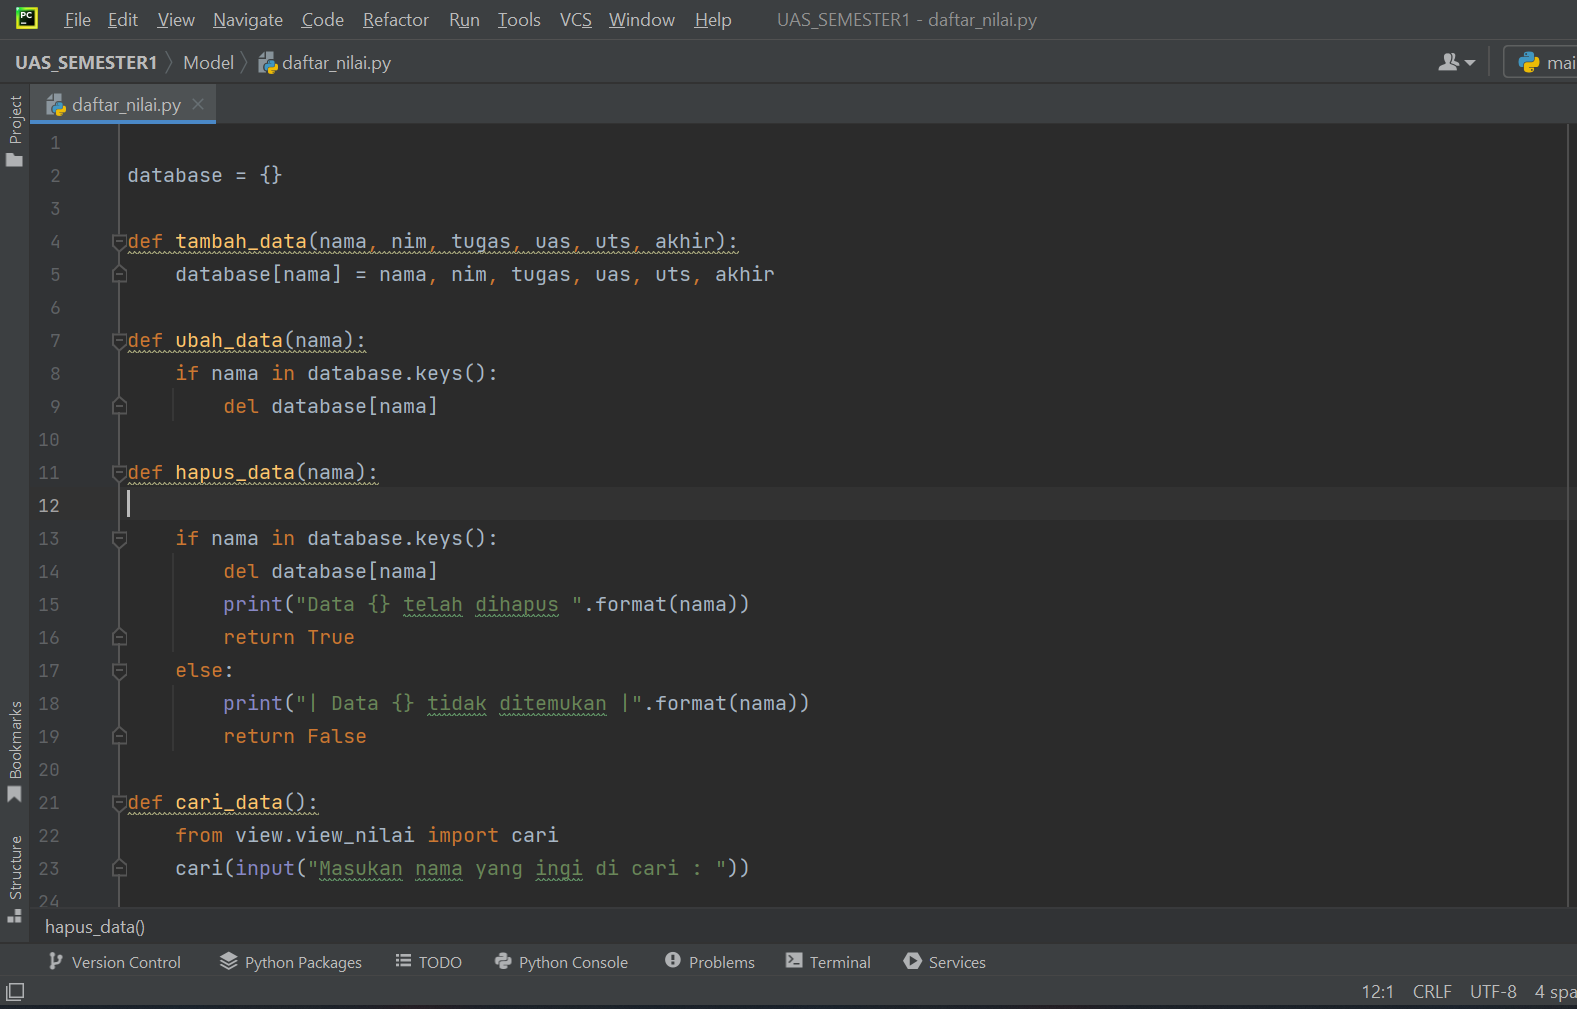 PC File Edit View Navigate Code Refactor Run Tools VCS Window Help UAS_SEMESTER1 - daftar_nilai.py
UAS_SEMESTER1 Model daftar_nilai.py
daftar_nilai.py
Project
1
2 database = {}
3
4 def tambah_data(nama, nim, tugas, uas, uts, akhir):
5     database[nama] = nama, nim, tugas, uas, uts, akhir
6
7 def ubah_data(nama):
8     if nama in database.keys():
9         del database[nama]
10
11 def hapus_data(nama):
12
13     if nama in database.keys():
14         del database[nama]
15         print("Data {} telah dihapus ".format(nama))
16         return True
17     else:
18         print("| Data {} tidak ditemukan |".format(nama))
19         return False
20
21 def cari_data():
22     from view.view_nilai import cari
23     cari(input("Masukan nama yang ingi di cari : "))
24
Bookmarks
Structure
hapus_data()
Version Control Python Packages TODO Python Console Problems Terminal Services
12:1 CRLF UTF-8 4 spa